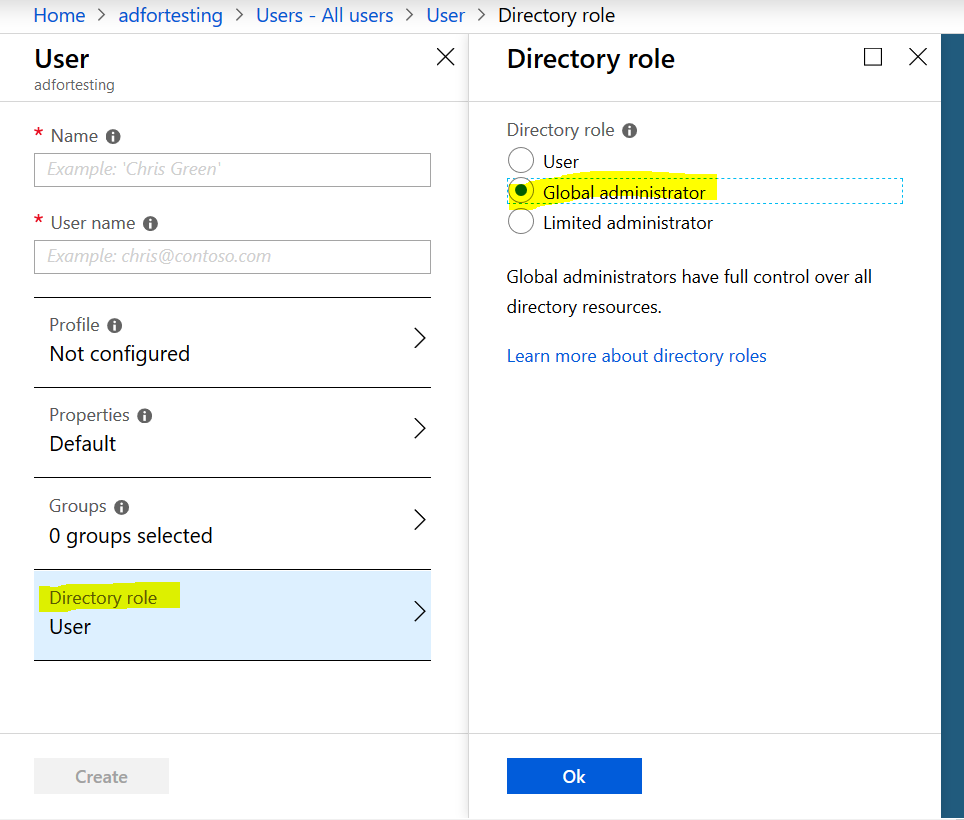 Home > adfortesting > Users - All users > User > Directory role
User
adfortesting
* Name
Example: 'Chris Green'
* User name
Example: chris@contoso.com
Profile
Not configured
Properties
Default
Groups
0 groups selected
Directory role
User
Create
Directory role
Directory role
User
Global administrator
Limited administrator
Global administrators have full control over all
directory resources.
Learn more about directory roles
Ok